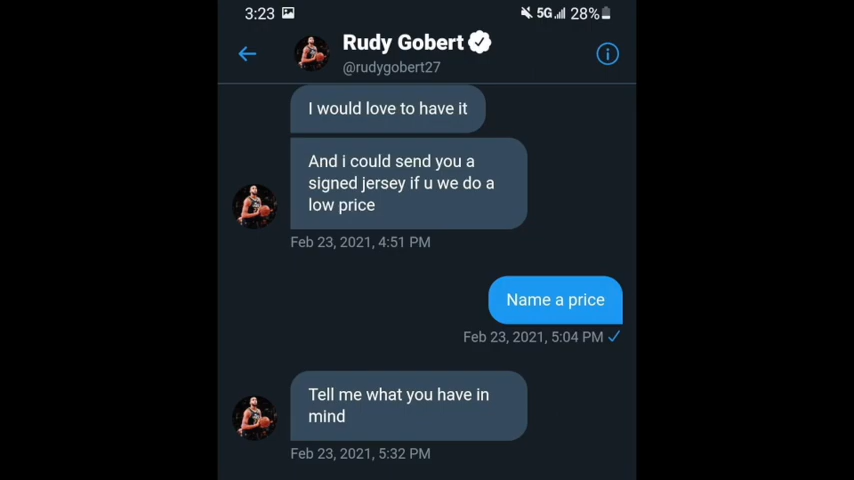 3:23 5G 28%
Rudy Gobert
@rudygobert27
I would love to have it
And i could send you a
signed jersey if u we do a
low price
Feb 23, 2021, 4:51 PM
Name a price
Feb 23, 2021, 5:04 PM
Tell me what you have in
mind
Feb 23, 2021, 5:32 PM